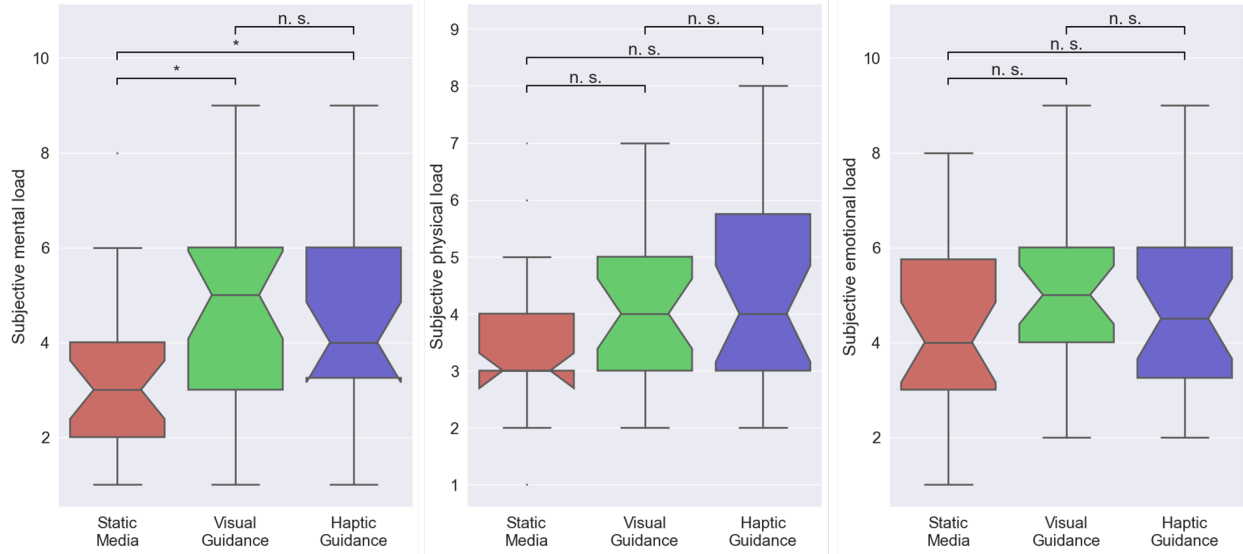 n. s.
*
*
10
8
6
4
2
Subjective mental load
Static
Media
Visual
Guidance
Haptic
Guidance
n. s.
n. s.
n. s.
9
8
7
6
5
4
3
2
1
Subjective physical load
Static
Media
Visual
Guidance
Haptic
Guidance
n. s.
n. s.
n. s.
10
8
6
4
2
Subjective emotional load
Static
Media
Visual
Guidance
Haptic
Guidance